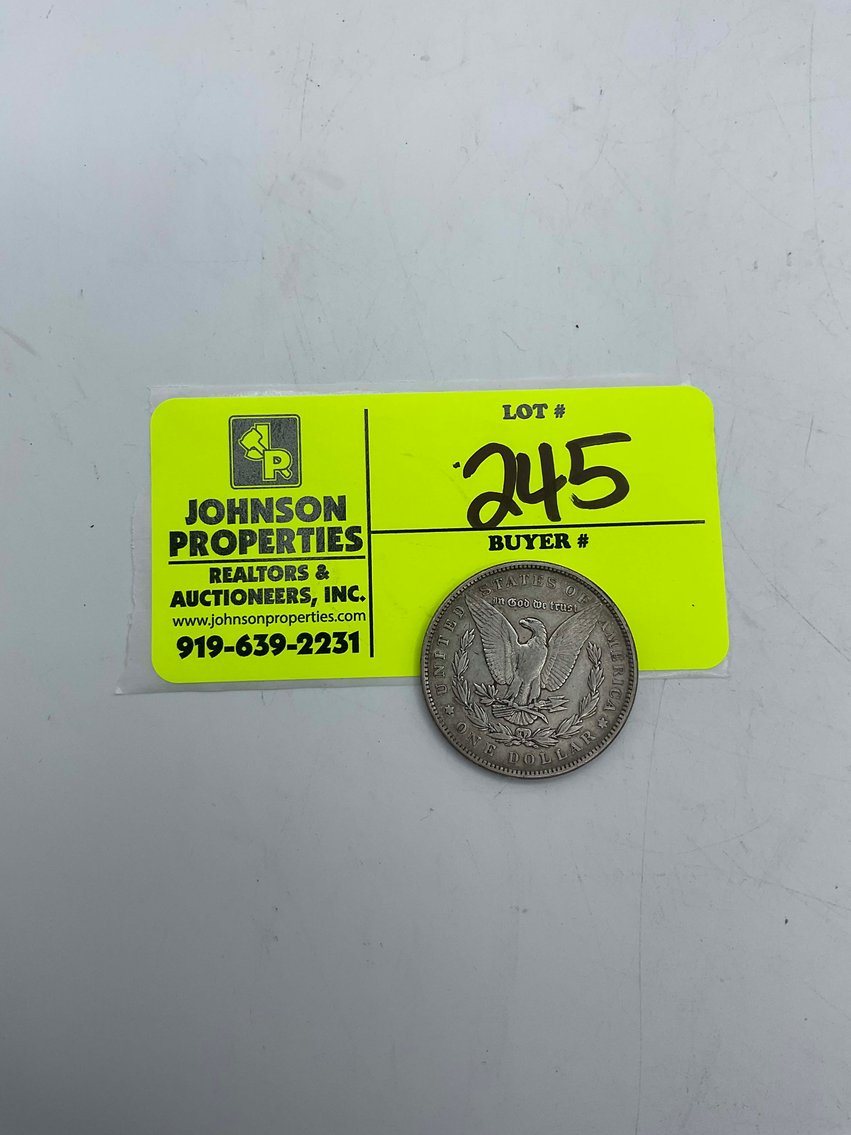 JP
JOHNSON
PROPERTIES
REALTORS &
AUCTIONEERS, INC.
www.johnsonproperties.com
919-639-2231
LOT #
245
BUYER #
UNITED STATES OF AMERICA
In God we trust
ONE DOLLAR